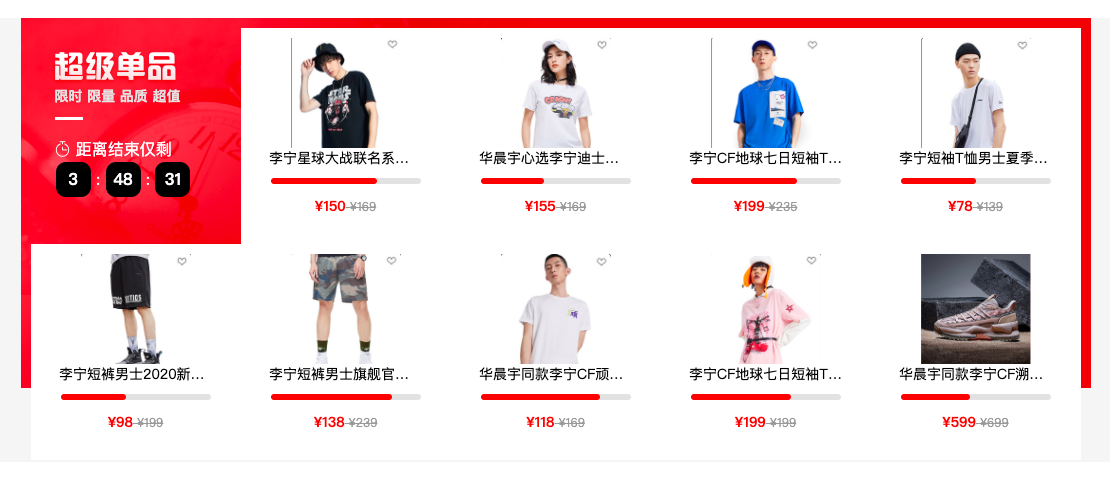 超级单品
限时 限量 品质 超值
距离结束仅剩
3 : 48 : 31
李宁星球大战联名系...
¥150 ¥169
华晨宇心选李宁迪士...
¥155 ¥169
李宁CF地球七日短袖T...
¥199 ¥235
李宁短袖T恤男士夏季...
¥78 ¥139
李宁短裤男士2020新...
¥98 ¥199
李宁短裤男士旗舰官...
¥138 ¥239
华晨宇同款李宁CF顽...
¥118 ¥169
李宁CF地球七日短袖T...
¥199 ¥199
华晨宇同款李宁CF溯...
¥599 ¥699